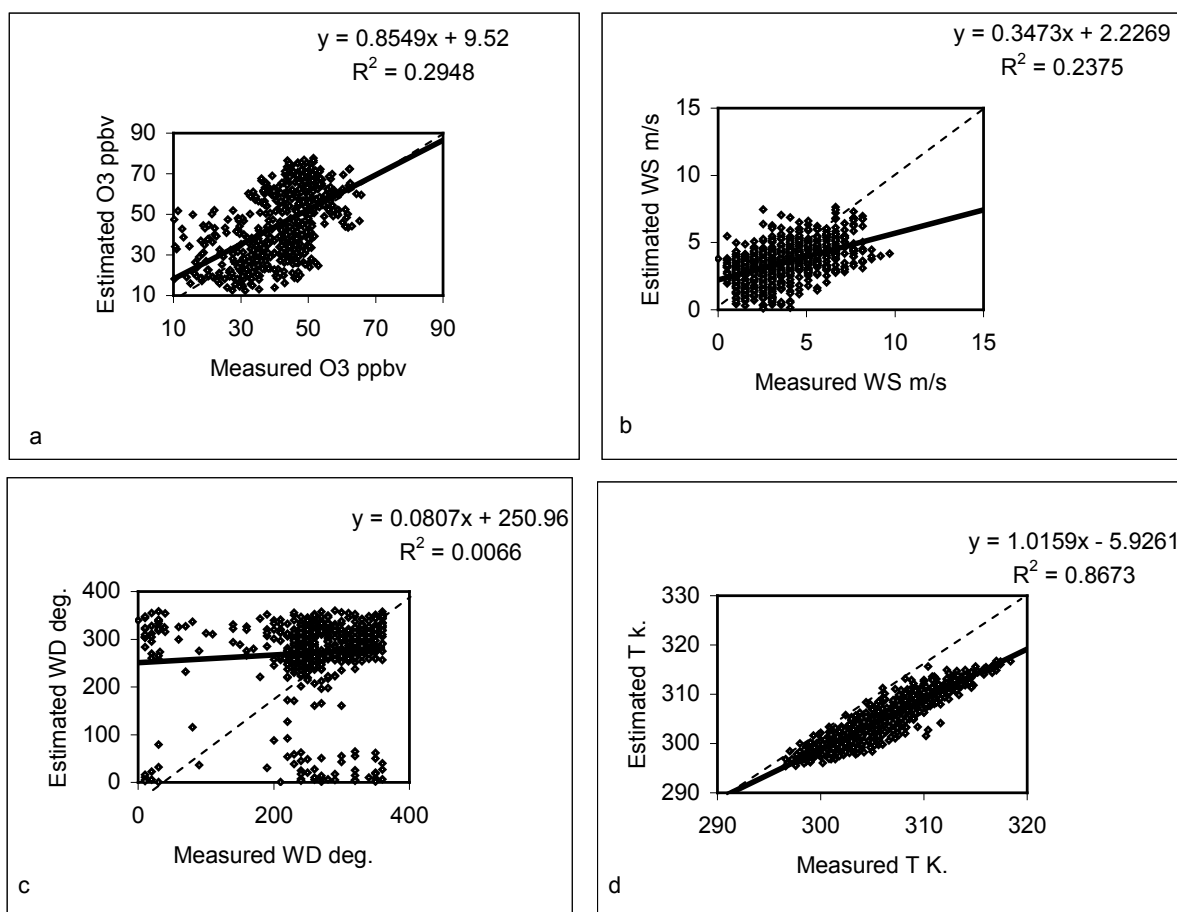 y = 0.8549x + 9.52
R² = 0.2948
Estimated O3 ppbv
90
70
50
30
10
10 30 50 70 90
Measured O3 ppbv
a
y = 0.3473x + 2.2269
R² = 0.2375
Estimated WS m/s
15
10
5
0
0 5 10 15
Measured WS m/s
b
y = 0.0807x + 250.96
R² = 0.0066
Estimated WD deg.
400
300
200
100
0
0 200 400
Measured WD deg.
c
y = 1.0159x - 5.9261
R² = 0.8673
Estimated T k.
330
320
310
300
290
290 300 310 320
Measured T K.
d